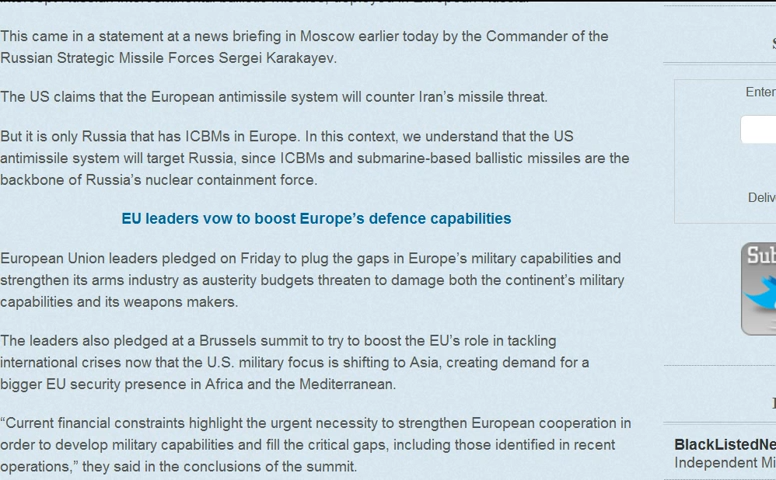 This came in a statement at a news briefing in Moscow earlier today by the Commander of the
Russian Strategic Missile Forces Sergei Karakayev.
The US claims that the European antimissile system will counter Iran's missile threat.
But it is only Russia that has ICBMs in Europe. In this context, we understand that the US
antimissile system will target Russia, since ICBMs and submarine-based ballistic missiles are the
backbone of Russia's nuclear containment force.
EU leaders vow to boost Europe's defence capabilities
European Union leaders pledged on Friday to plug the gaps in Europe's military capabilities and
strengthen its arms industry as austerity budgets threaten to damage both the continent's military
capabilities and its weapons makers.
The leaders also pledged at a Brussels summit to try to boost the EU's role in tackling
international crises now that the U.S. military focus is shifting to Asia, creating demand for a
bigger EU security presence in Africa and the Mediterranean.
“Current financial constraints highlight the urgent necessity to strengthen European cooperation in
order to develop military capabilities and fill the critical gaps, including those identified in recent
operations,” they said in the conclusions of the summit.
Enter
Deliv
Sub
BlackListedNe
Independent Mi